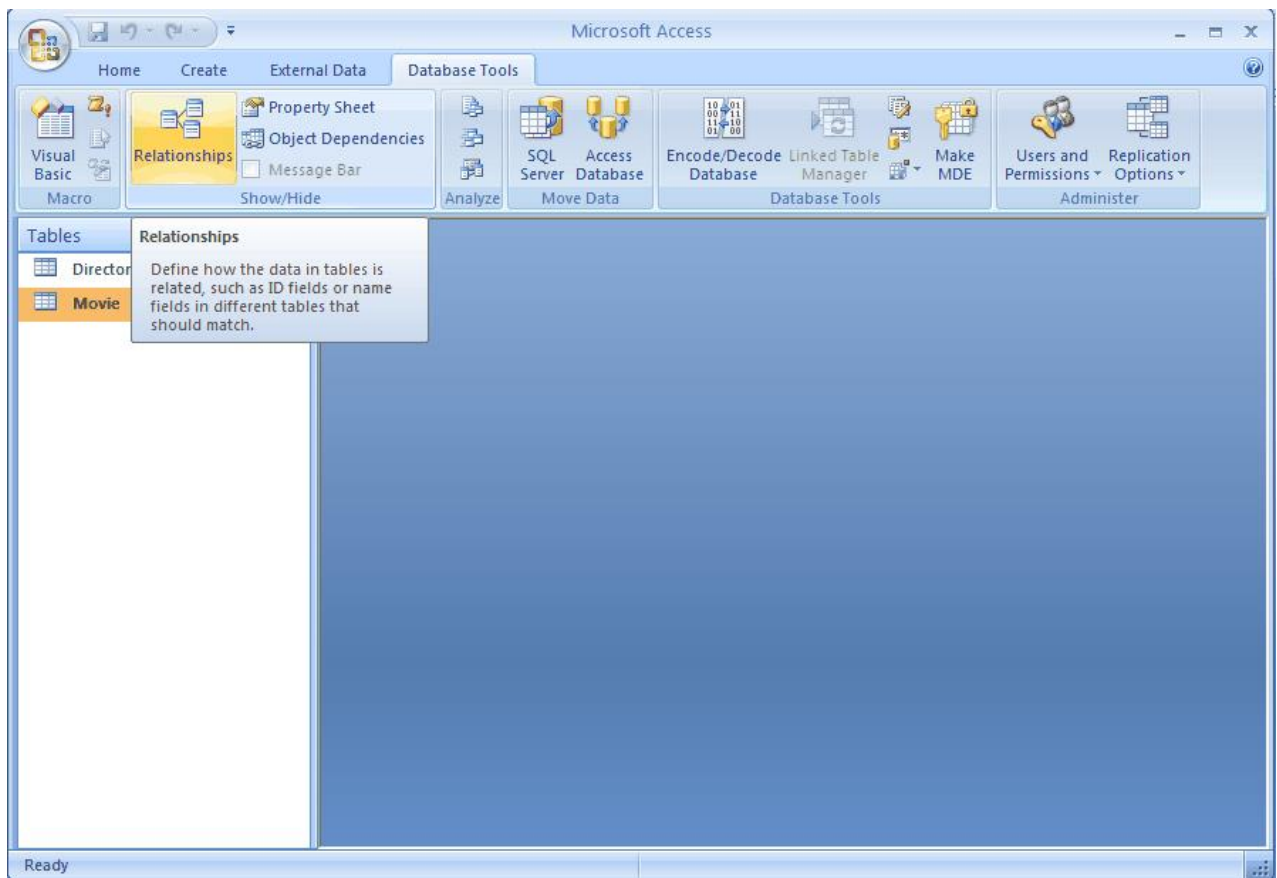 Microsoft Access
Home Create External Data Database Tools
Visual Basic
Relationships
Property Sheet
Object Dependencies
Message Bar
SQL Server
Access Database
Encode/Decode Database
Linked Table Manager
Make MDE
Users and Permissions
Replication Options
Macro Show/Hide Analyze Move Data Database Tools Administer
Tables
Director
Movie
Relationships
Define how the data in tables is
related, such as ID fields or name
fields in different tables that
should match.
Ready